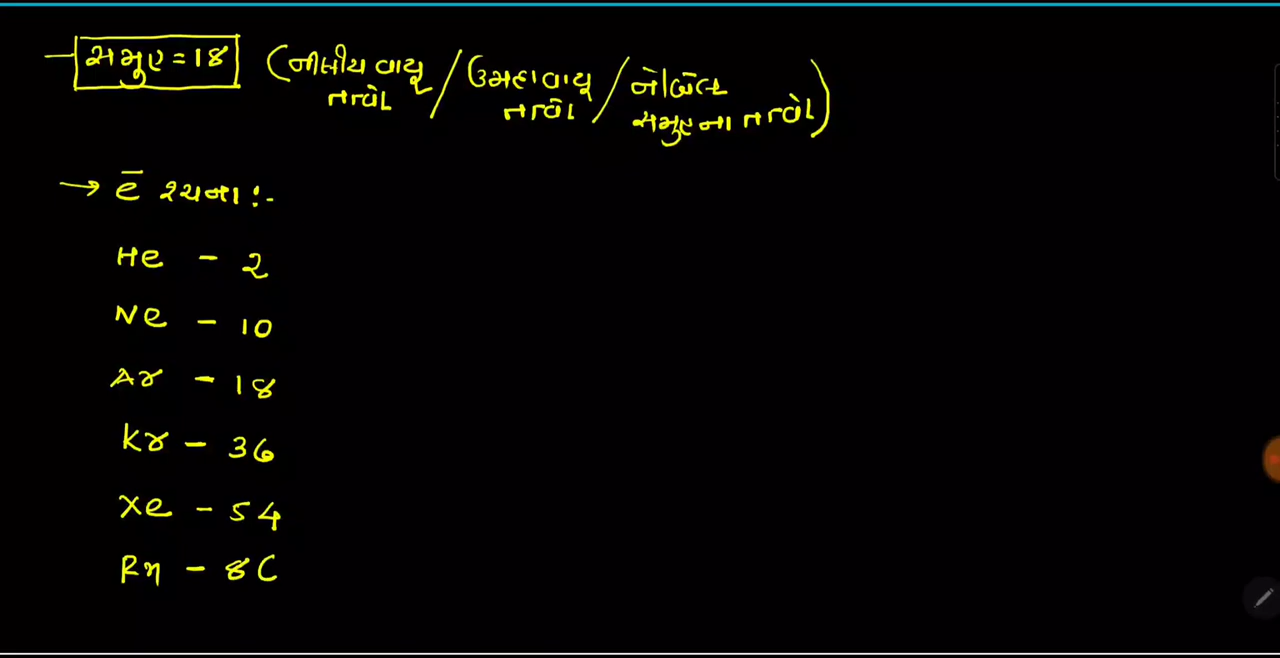 સમુહ = 18 (નિષ્ક્રિય વાયુ તત્વો / ઉમદાવાયુ તત્વો / નોબેલ સમુહના તત્વો)
→ e̅ રચના :-
He - 2
Ne - 10
Ar - 18
Kr - 36
Xe - 54
Rn - 8C